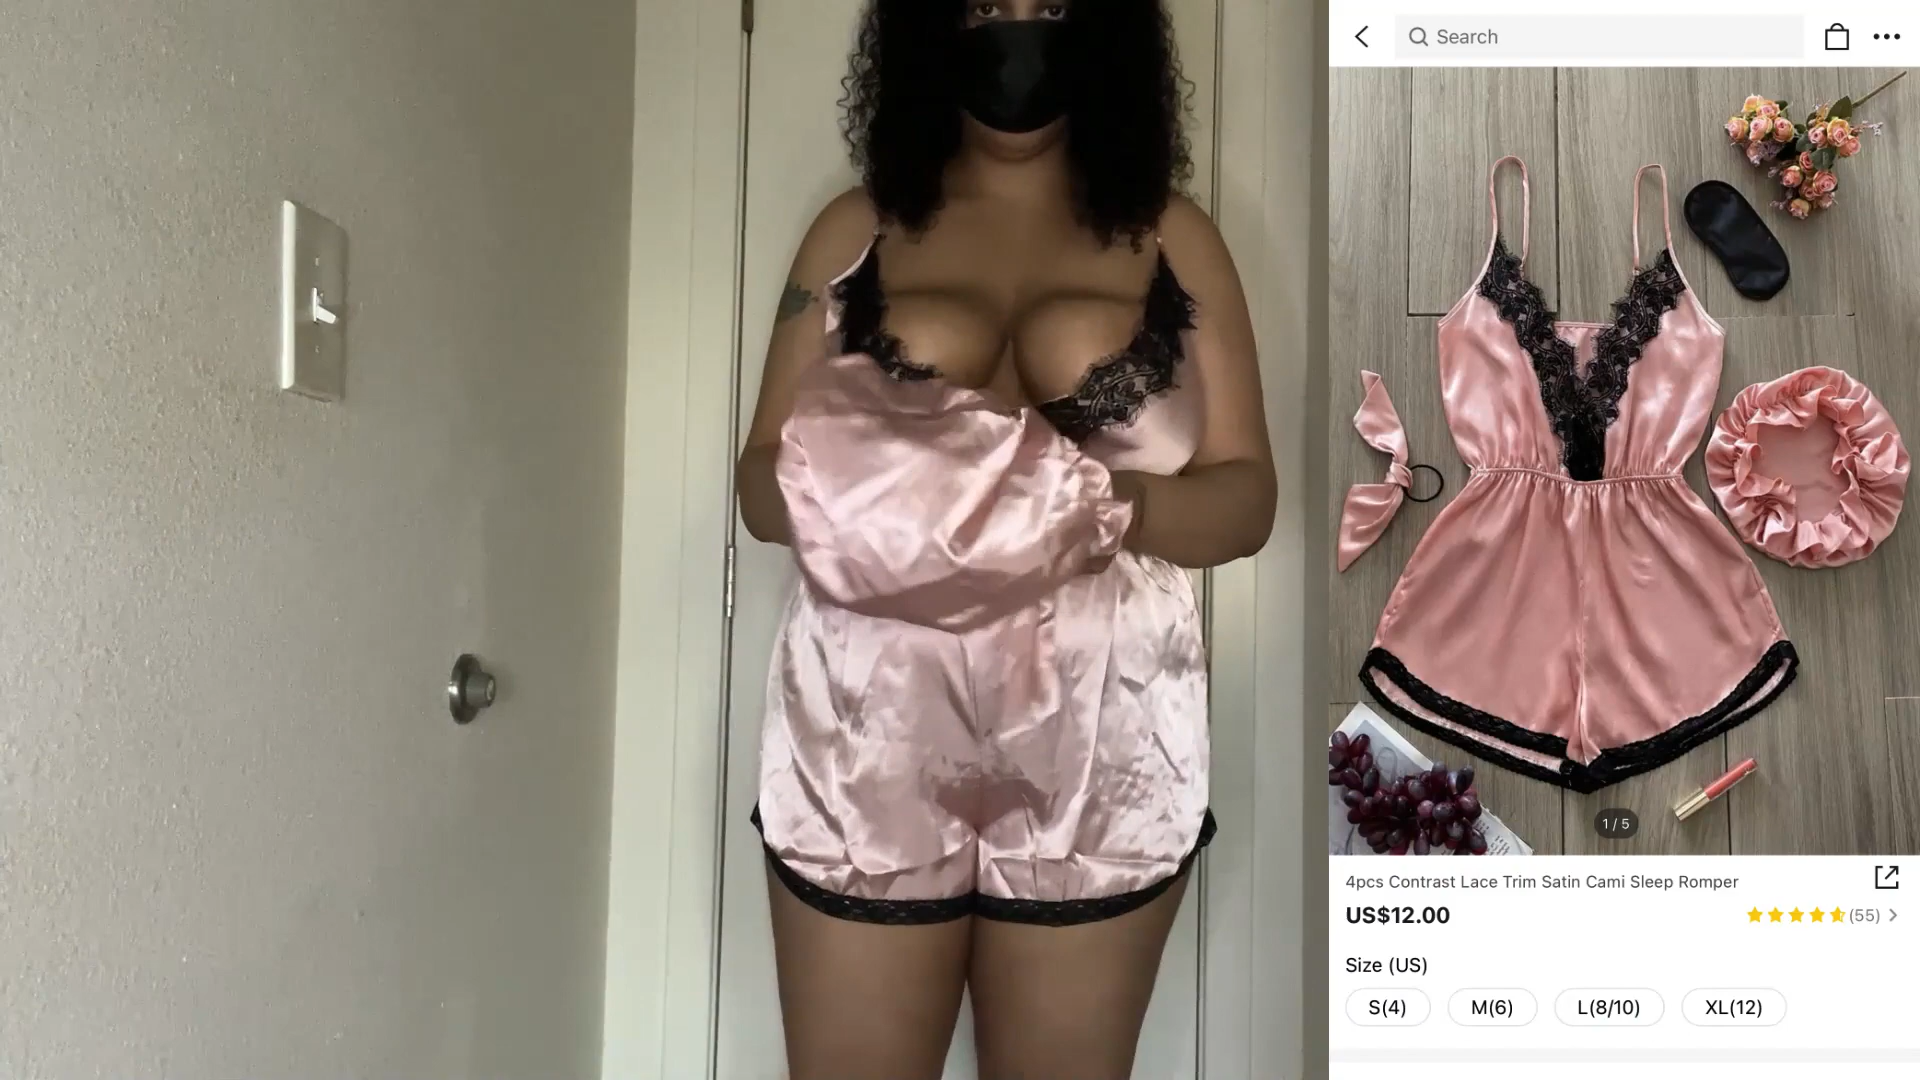 Search
1 / 5
4pcs Contrast Lace Trim Satin Cami Sleep Romper
US$12.00
(55)
Size (US)
S(4) M(6) L(8/10) XL(12)